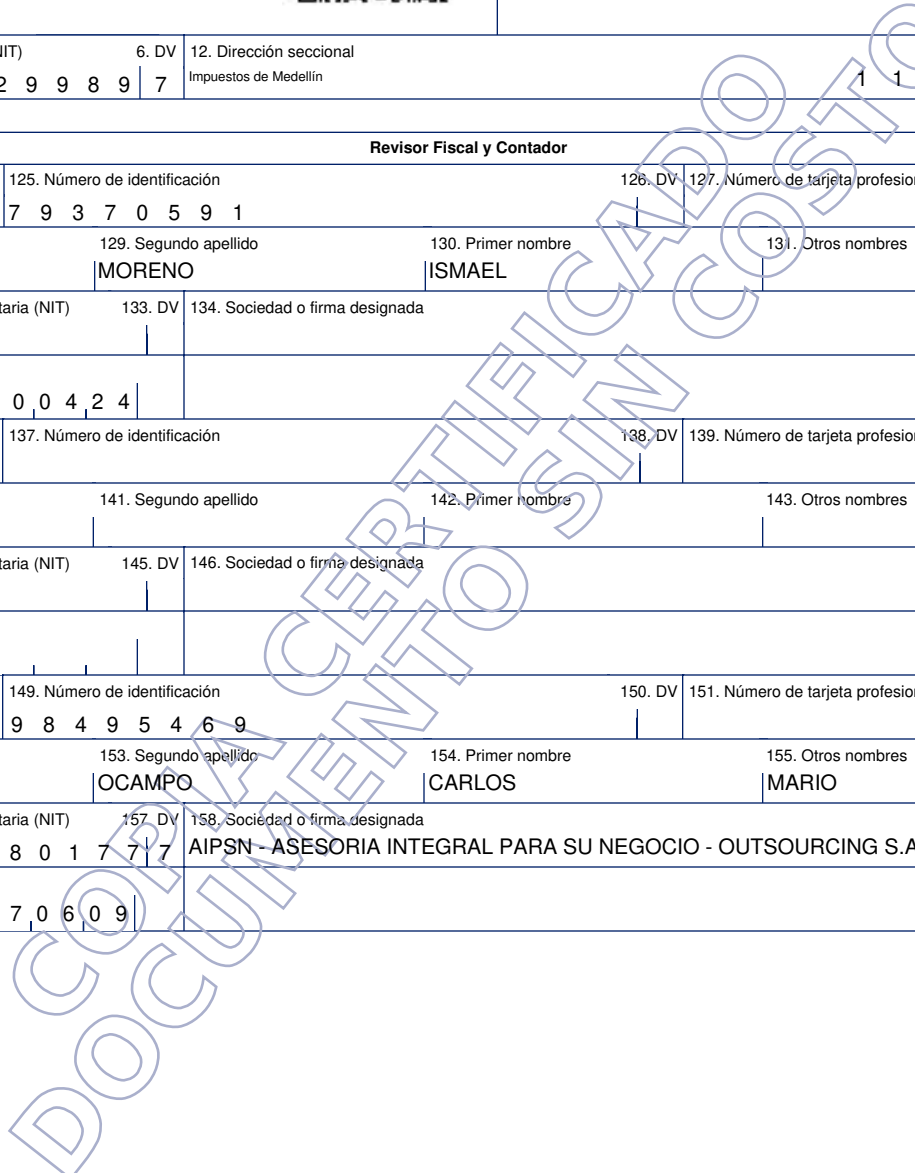 IT) 6. DV 12. Dirección seccional
2 9 9 8 9 7 Impuestos de Medellín 1 1
Revisor Fiscal y Contador
125. Número de identificación 126. DV 127. Número de tarjeta profesion
7 9 3 7 0 5 9 1
129. Segundo apellido 130. Primer nombre 131. Otros nombres
MORENO ISMAEL
taria (NIT) 133. DV 134. Sociedad o firma designada
0 0 4 2 4
137. Número de identificación 138. DV 139. Número de tarjeta profesion
141. Segundo apellido 142. Primer nombre 143. Otros nombres
taria (NIT) 145. DV 146. Sociedad o firma designada
149. Número de identificación 150. DV 151. Número de tarjeta profesion
9 8 4 9 5 4 6 9
153. Segundo apellido 154. Primer nombre 155. Otros nombres
OCAMPO CARLOS MARIO
taria (NIT) 157. DV 158. Sociedad o firma designada
8 0 1 7 7 7 AIPSN - ASESORIA INTEGRAL PARA SU NEGOCIO - OUTSOURCING S.A
7 0 6 0 9
COPIA CERTIFICADO
DOCUMENTO SIN COSTO